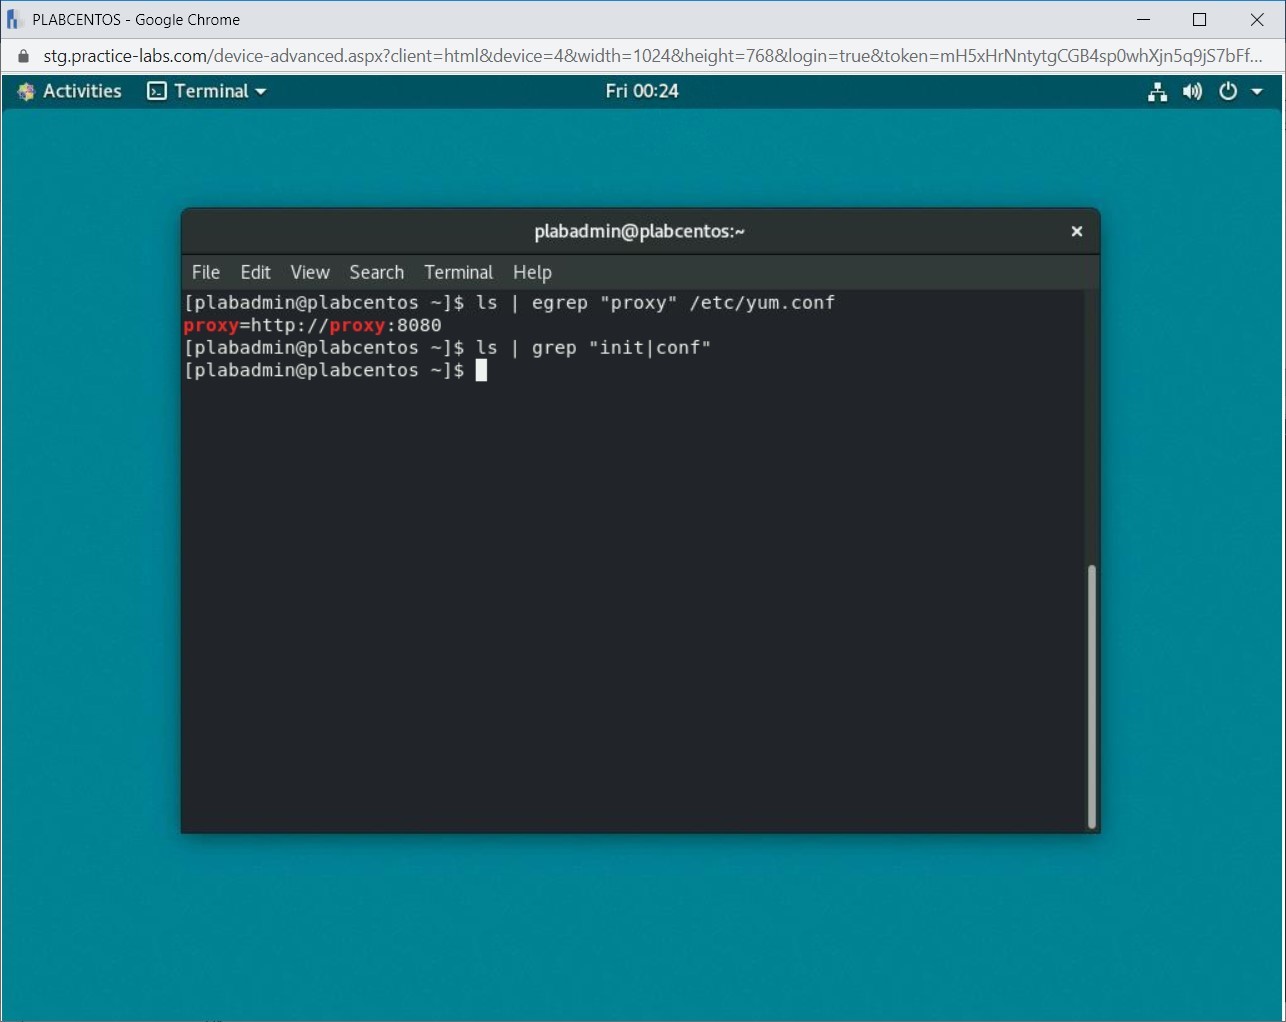 PLABCENTOS - Google Chrome
stg.practice-labs.com/device-advanced.aspx?client=html&device=4&width=1024&height=768&login=true&token=mH5xHrNntytgCGB4sp0whXjn5q9jS7bFf...
Activities Terminal Fri 00:24
plabadmin@plabcentos:~
File Edit View Search Terminal Help
[plabadmin@plabcentos ~]$ ls | egrep "proxy" /etc/yum.conf
proxy=http://proxy:8080
[plabadmin@plabcentos ~]$ ls | grep "init|conf"
[plabadmin@plabcentos ~]$